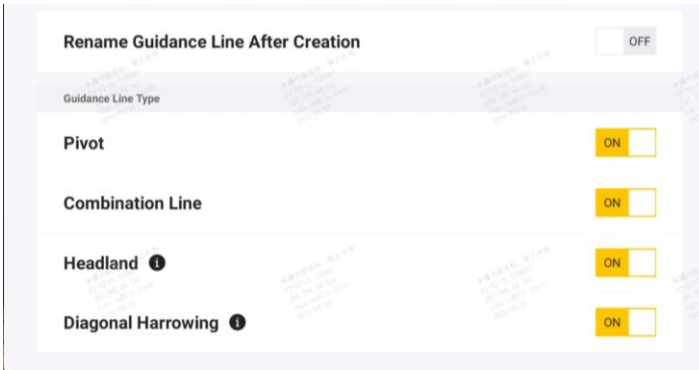 Rename Guidance Line After Creation
OFF
Guidance Line Type
Pivot
ON
Combination Line
ON
Headland
ON
Diagonal Harrowing
ON